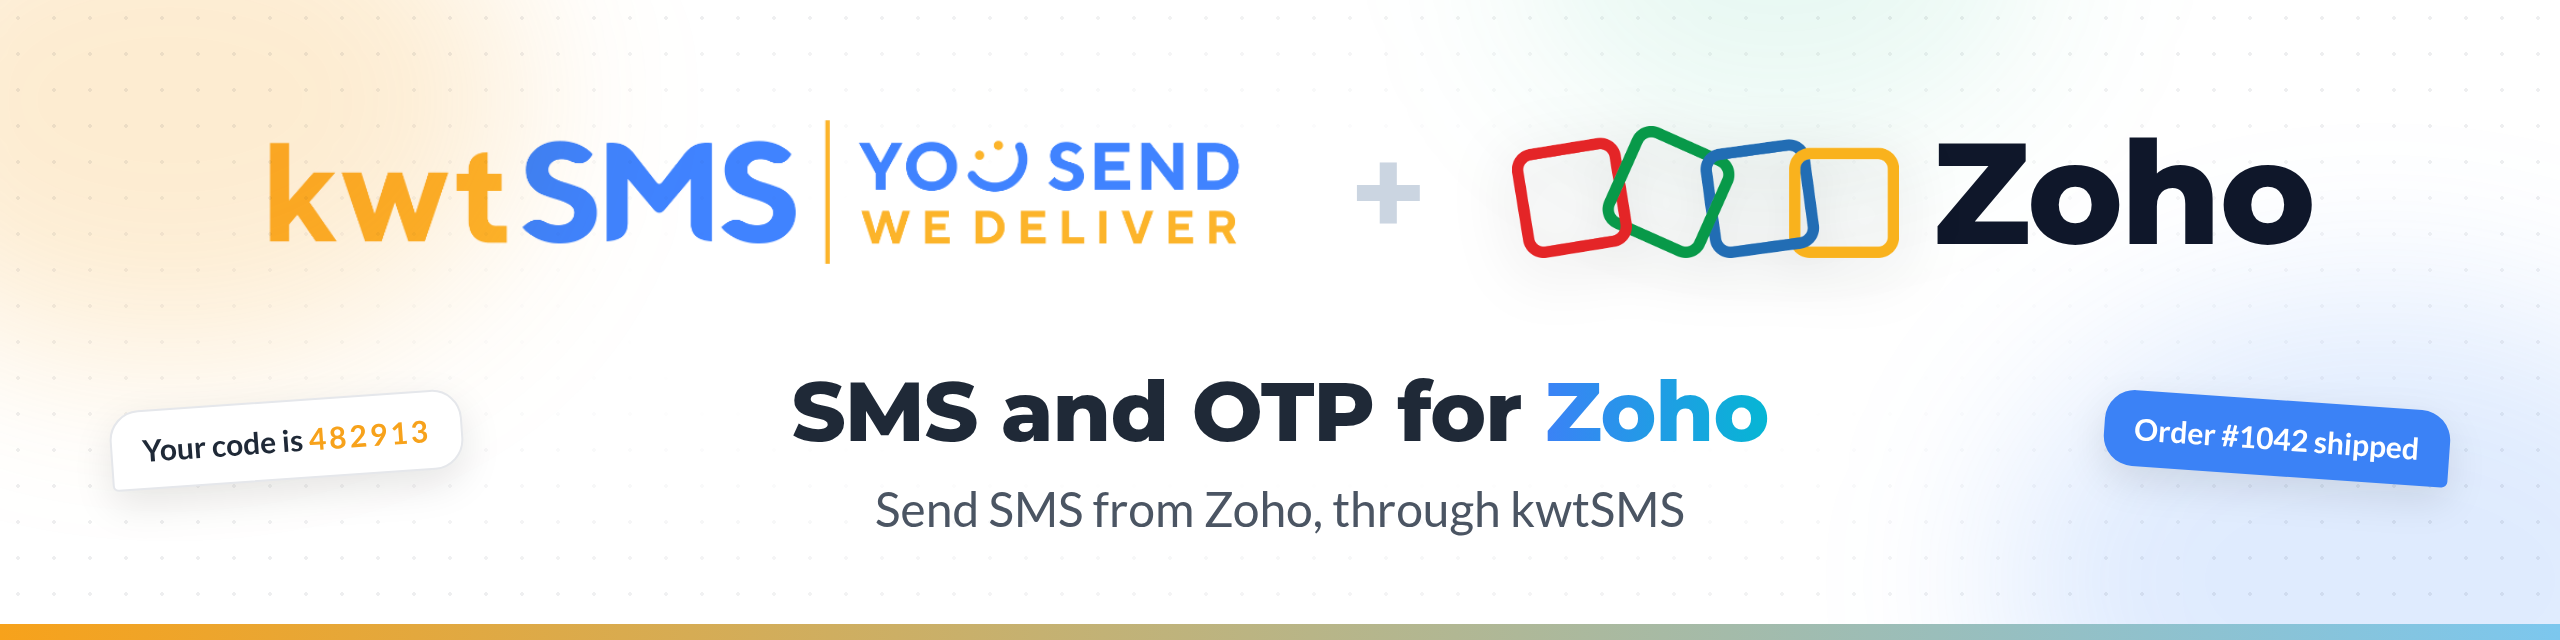 kwtSMS
YOU SEND
WE DELIVER
+
Zoho
SMS and OTP for Zoho
Your code is 482913
Order #1042 shipped
Send SMS from Zoho, through kwtSMS